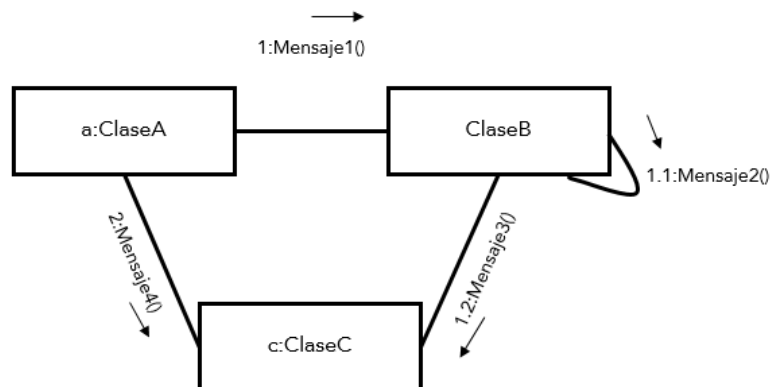 1:Mensaje1()
a:ClaseA
ClaseB
1.1:Mensaje2()
2:Mensaje4()
1.2:Mensaje3()
c:ClaseC